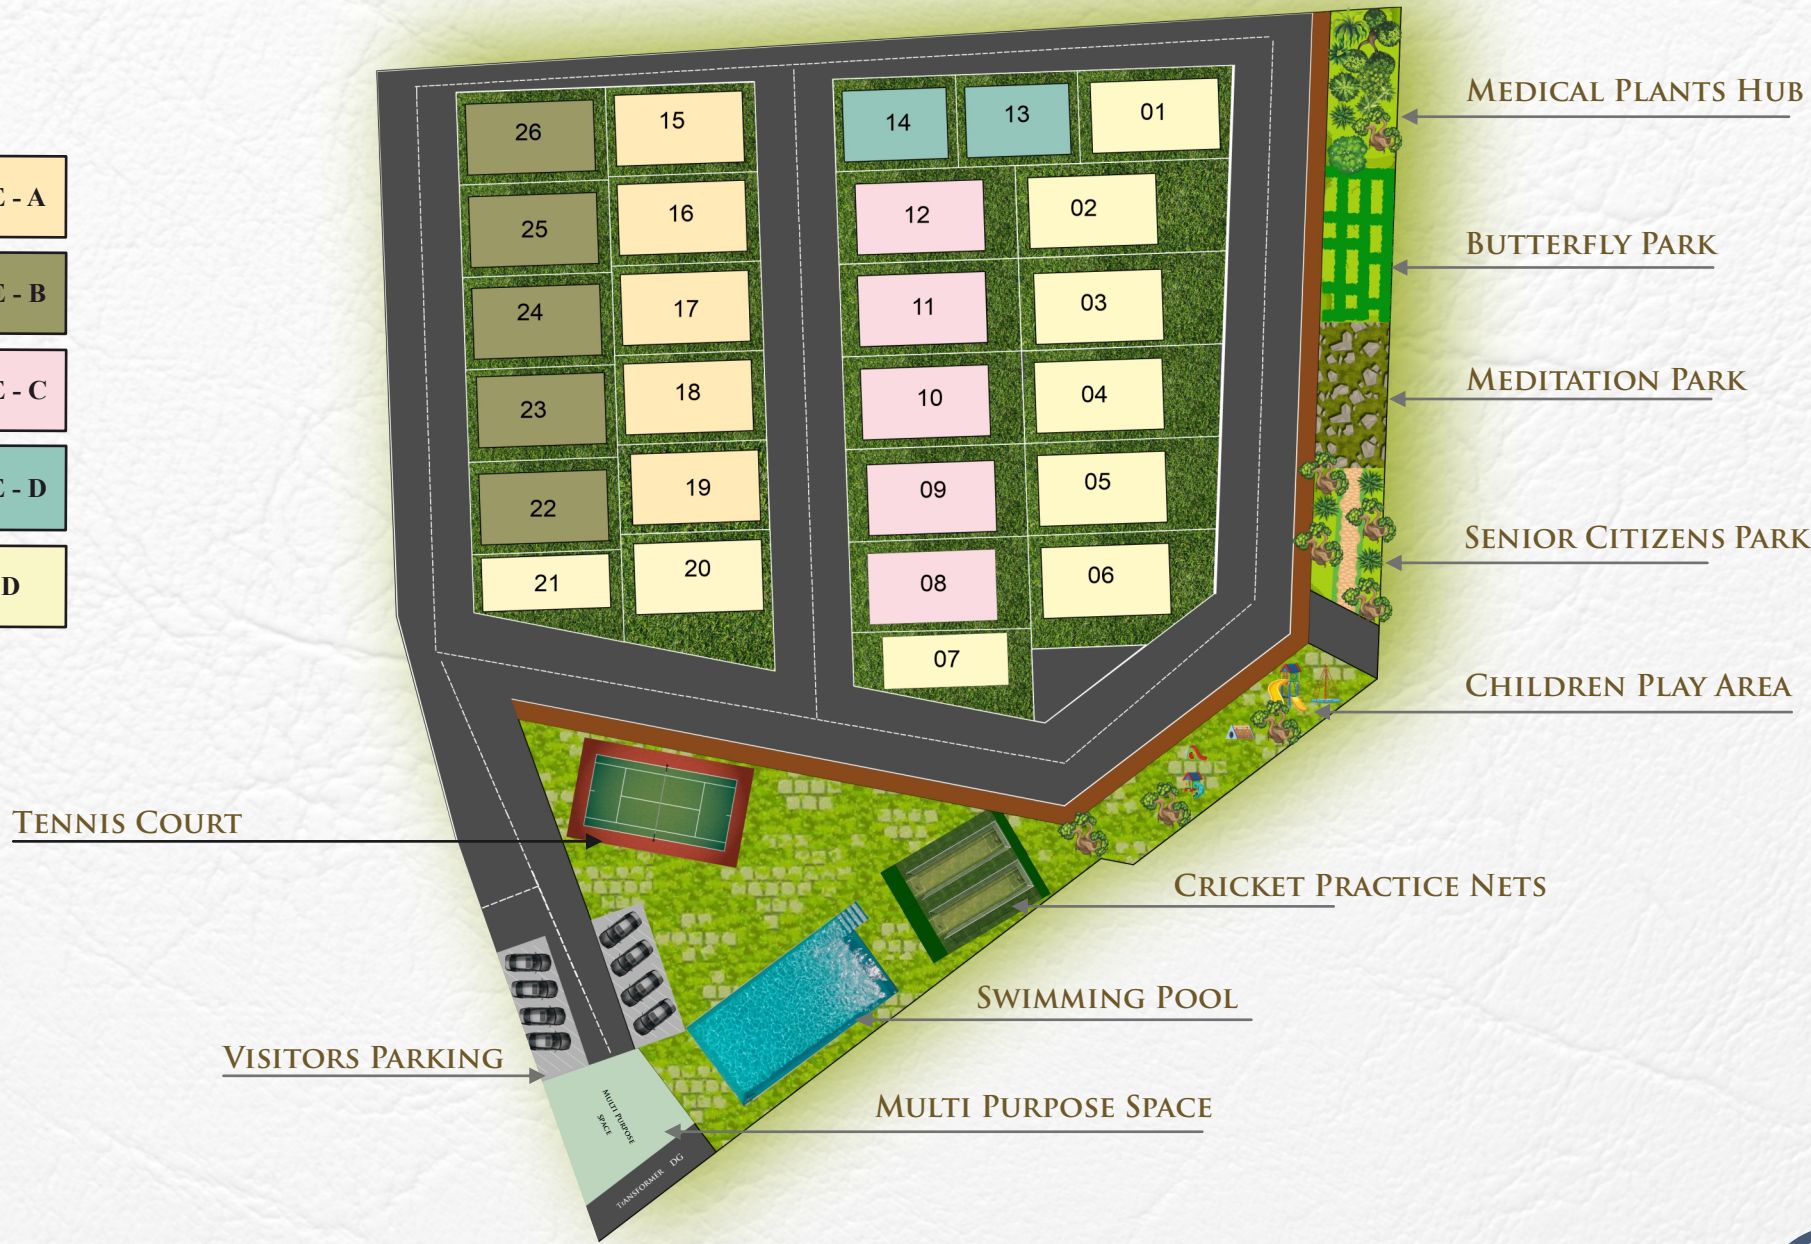 E - A
E - B
E - C
E - D
D
26
15
14
13
01
25
16
12
02
24
17
11
03
23
18
10
04
22
19
09
05
21
20
08
06
07
Medical Plants Hub
Butterfly Park
Meditation Park
Senior Citizens Park
Children Play Area
Tennis Court
Cricket Practice Nets
Swimming Pool
Visitors Parking
Multi Purpose Space
Multi Purpose
Space
Transformer DG